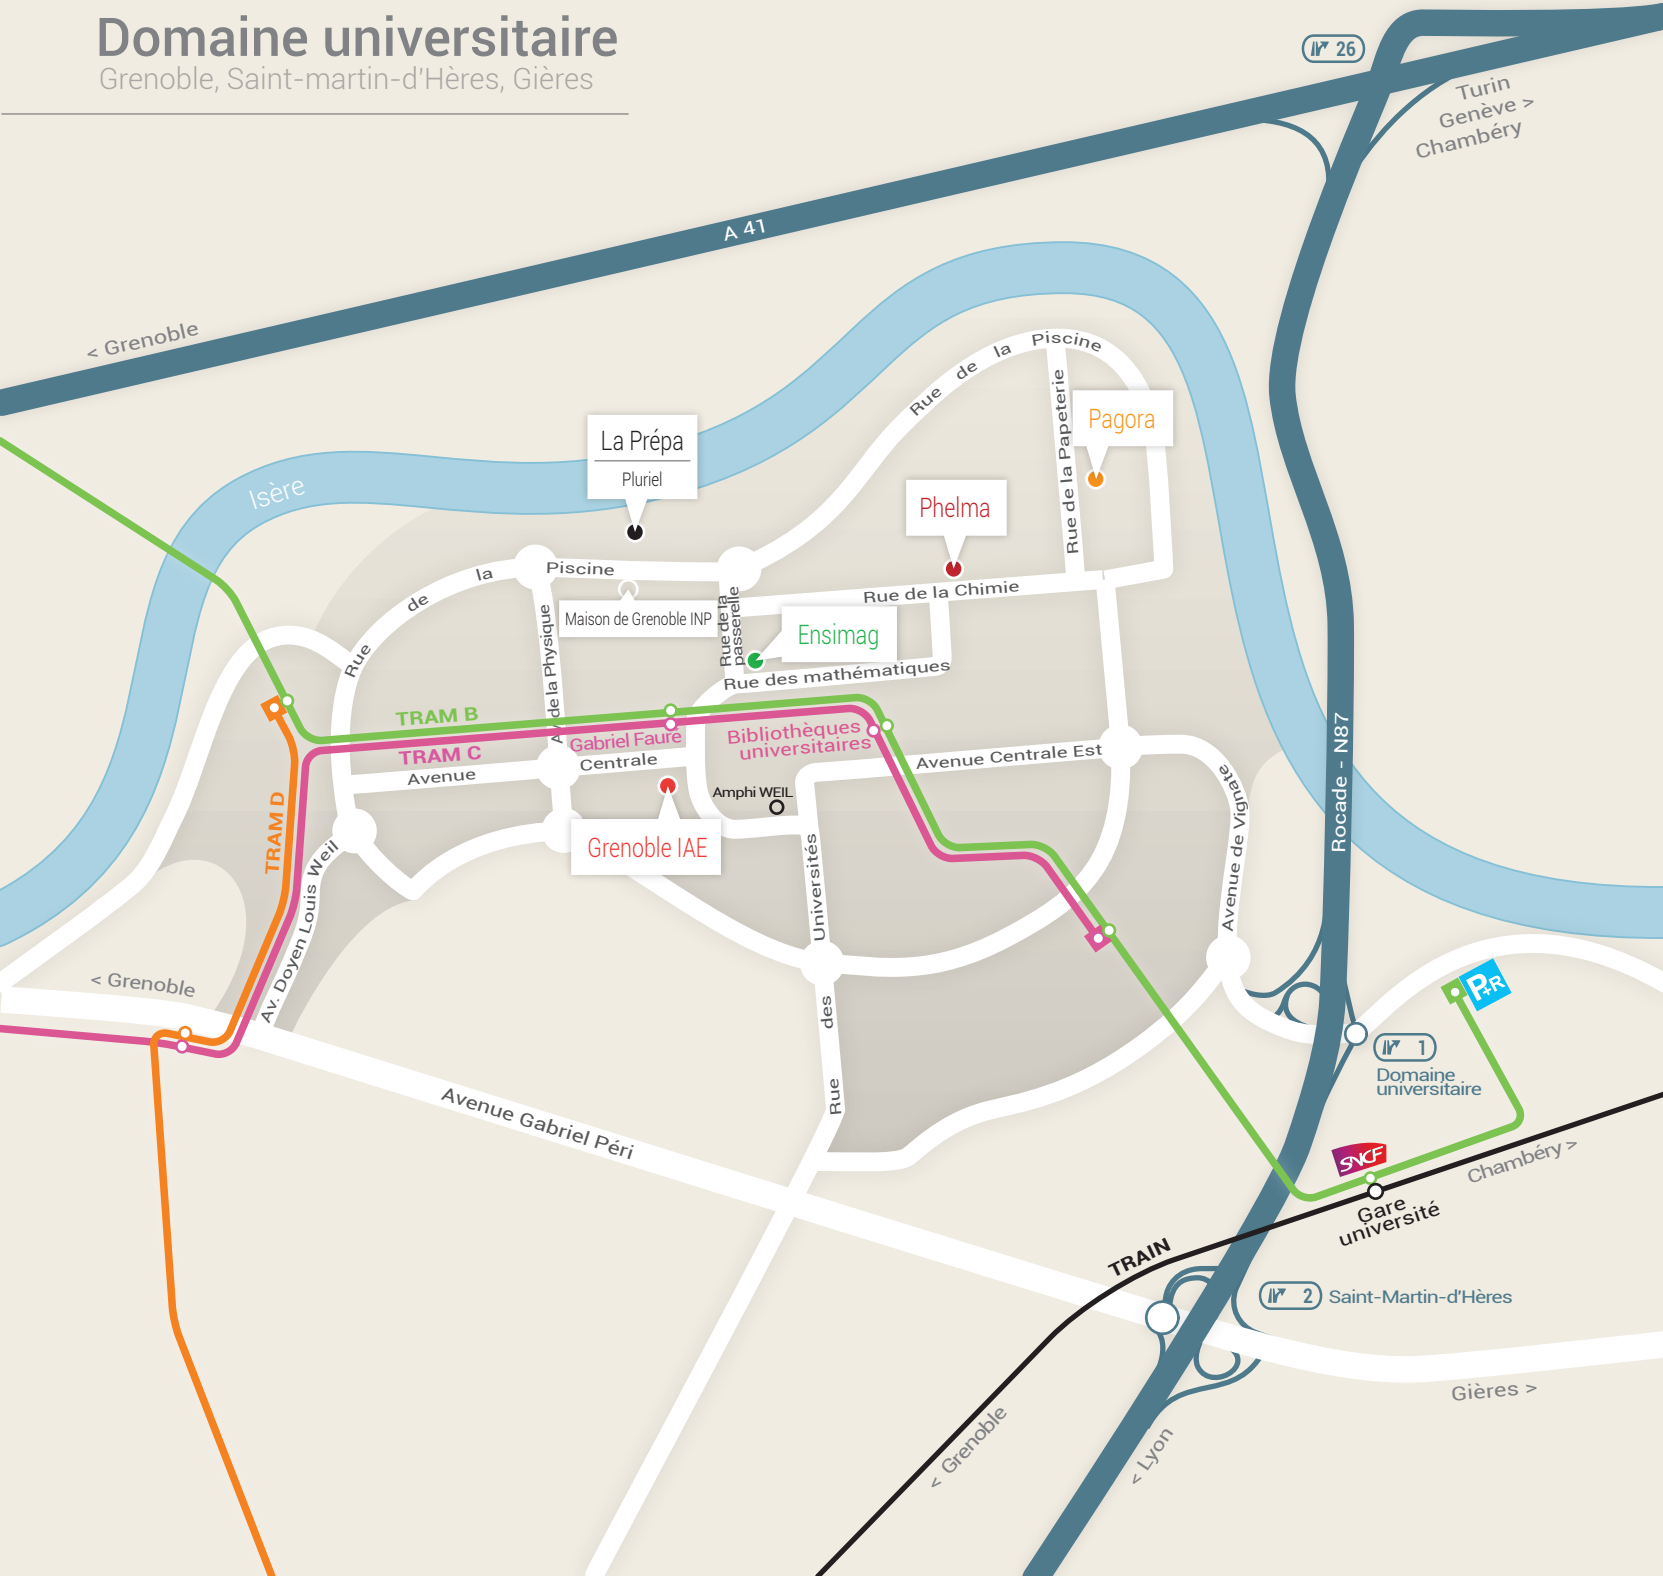 Domaine universitaire
Grenoble, Saint-martin-d'Hères, Gières
26
Turin
Genève >
Chambéry
A 41
< Grenoble
Rue de la Piscine
Rue de la Papeterie
Pagora
La Prépa
Pluriel
Isère
Phelma
Rue de la Piscine
Rue de la Chimie
Maison de Grenoble INP
Rue de la
passerelle
Av. de la Physique
Ensimag
Rue des mathématiques
TRAM B
TRAM C
Gabriel Fauré
Bibliothèques
universitaires
Avenue Centrale
Avenue Centrale Est
Amphi WEIL
Grenoble IAE
TRAM D
Av. Doyen Louis Weil
Rue des Universités
Avenue de Vignate
Rocade - N87
< Grenoble
P+R
1
Domaine
universitaire
Avenue Gabriel Péri
SNCF
Chambéry >
Gare
université
TRAIN
2 Saint-Martin-d'Hères
Gières >
< Grenoble
< Lyon